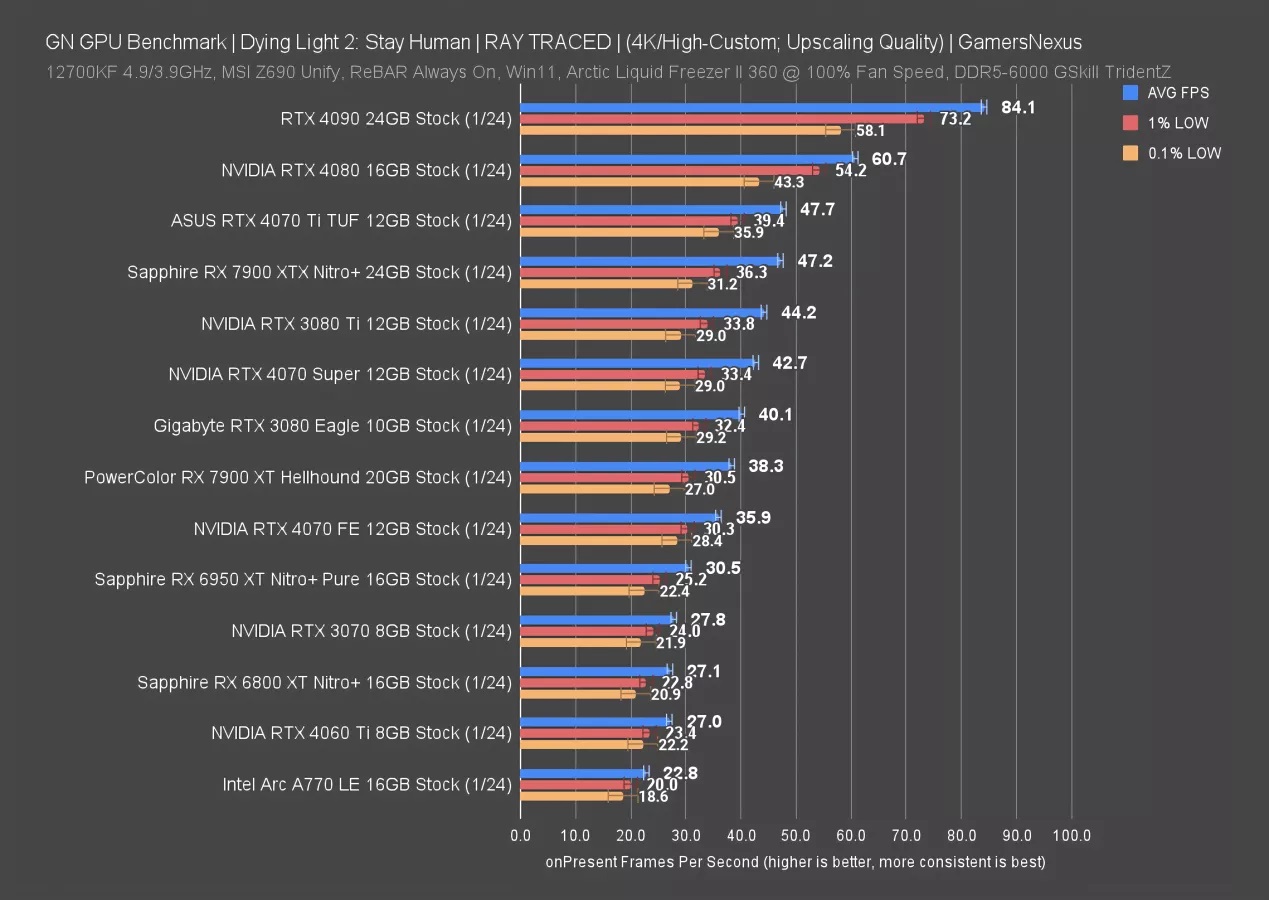 GN GPU Benchmark | Dying Light 2: Stay Human | RAY TRACED | (4K/High-Custom; Upscaling Quality) | GamersNexus
12700KF 4.9/3.9GHz, MSI Z690 Unify, ReBAR Always On, Win11, Arctic Liquid Freezer II 360 @ 100% Fan Speed, DDR5-6000 GSkill TridentZ
AVG FPS
1% LOW
0.1% LOW
RTX 4090 24GB Stock (1/24)
84.1
73.2
58.1
NVIDIA RTX 4080 16GB Stock (1/24)
60.7
54.2
43.3
ASUS RTX 4070 Ti TUF 12GB Stock (1/24)
47.7
39.4
35.9
Sapphire RX 7900 XTX Nitro+ 24GB Stock (1/24)
47.2
36.3
31.2
NVIDIA RTX 3080 Ti 12GB Stock (1/24)
44.2
33.8
29.0
NVIDIA RTX 4070 Super 12GB Stock (1/24)
42.7
33.4
29.0
Gigabyte RTX 3080 Eagle 10GB Stock (1/24)
40.1
32.4
29.2
PowerColor RX 7900 XT Hellhound 20GB Stock (1/24)
38.3
30.5
27.0
NVIDIA RTX 4070 FE 12GB Stock (1/24)
35.9
30.3
28.4
Sapphire RX 6950 XT Nitro+ Pure 16GB Stock (1/24)
30.5
25.2
22.4
NVIDIA RTX 3070 8GB Stock (1/24)
27.8
24.0
21.9
Sapphire RX 6800 XT Nitro+ 16GB Stock (1/24)
27.1
22.8
20.9
NVIDIA RTX 4060 Ti 8GB Stock (1/24)
27.0
23.4
22.2
Intel Arc A770 LE 16GB Stock (1/24)
22.8
20.0
18.6
0.0 10.0 20.0 30.0 40.0 50.0 60.0 70.0 80.0 90.0 100.0
onPresent Frames Per Second (higher is better, more consistent is best)